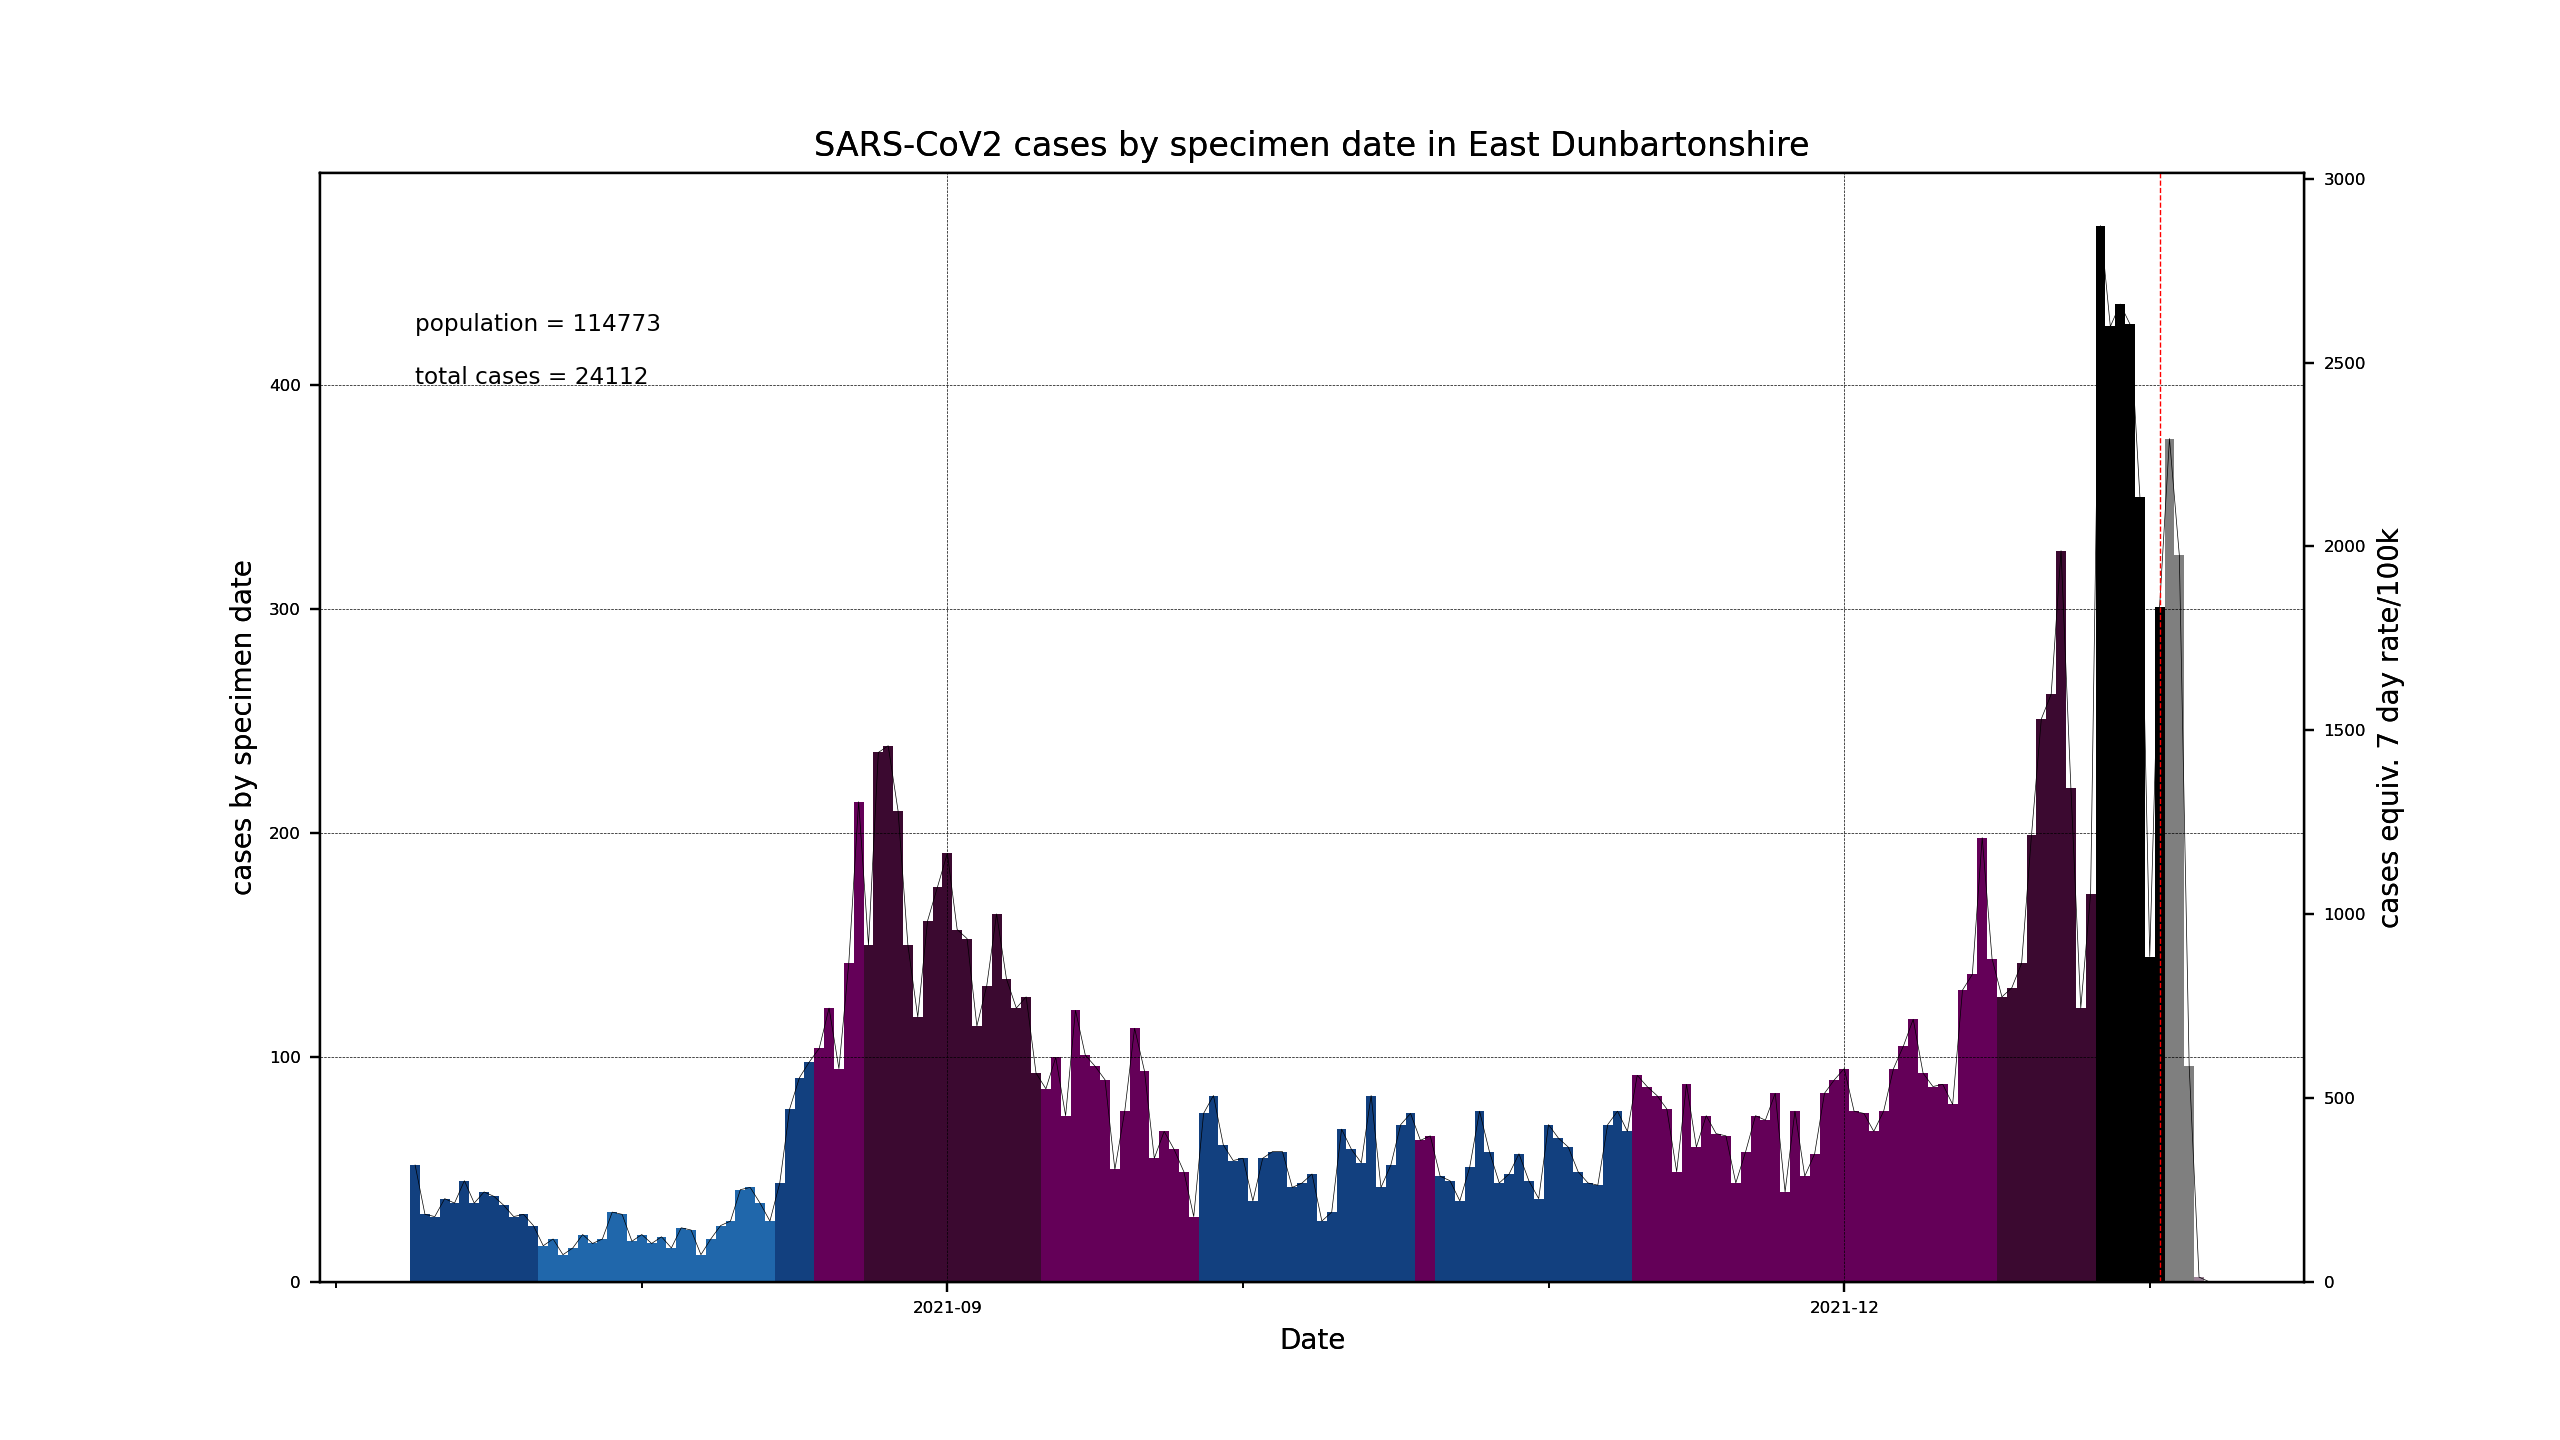 SARS-CoV2 cases by specimen date in East Dunbartonshire
population = 114773
total cases = 24112
cases by specimen date
400
300
200
100
0
3000
2500
2000
1500
1000
500
0
cases equiv. 7 day rate/100k
2021-09
2021-12
Date